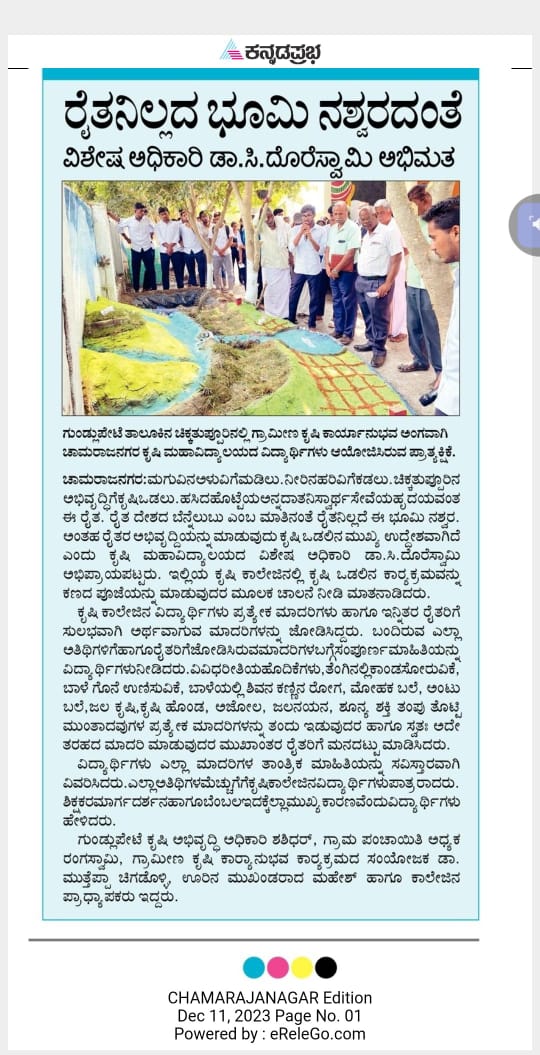 ಕನ್ನಡಪ್ರಭ
ರೈತನಿಲ್ಲದ ಭೂಮಿ ನಶ್ವರದಂತೆ
ವಿಶೇಷ ಅಧಿಕಾರಿ ಡಾ.ಸಿ.ದೊರೆಸ್ವಾಮಿ ಅಭಿಮತ
ಗುಂಡ್ಲುಪೇಟೆ ತಾಲೂಕಿನ ಚಿಕ್ಕತುಪ್ಪೂರಿನಲ್ಲಿ ಗ್ರಾಮೀಣ ಕೃಷಿ ಕಾರ್ಯಾನುಭವ ಅಂಗವಾಗಿ
ಚಾಮರಾಜನಗರ ಕೃಷಿ ಮಹಾವಿದ್ಯಾಲಯದ ವಿದ್ಯಾರ್ಥಿಗಳು ಆಯೋಜಿಸಿರುವ ಪ್ರಾತ್ಯಕ್ಷಿಕೆ.
ಚಾಮರಾಜನಗರ: ಮಗುವಿನ ಅಳುವಿಗೆ ಮಡಿಲು. ನೀರಿನ ಹರಿವಿಗೆ ಕಡಲು. ಚಿಕ್ಕತುಪ್ಪೂರಿನ
ಅಭಿವೃದ್ಧಿಗೆ ಕೃಷಿ ಒಡಲು. ಹಸಿದ ಹೊಟ್ಟೆಯ ಅನ್ನದಾತ ನಿಸ್ವಾರ್ಥ ಸೇವೆಯ ಹೃದಯವಂತ
ಈ ರೈತ. ರೈತ ದೇಶದ ಬೆನ್ನೆಲುಬು ಎಂಬ ಮಾತಿನಂತೆ ರೈತನಿಲ್ಲದೆ ಈ ಭೂಮಿ ನಶ್ವರ.
ಅಂತಹ ರೈತರ ಅಭಿವೃದ್ದಿಯನ್ನು ಮಾಡುವುದು ಕೃಷಿ ಒಡಲಿನ ಮುಖ್ಯ ಉದ್ದೇಶವಾಗಿದೆ
ಎಂದು ಕೃಷಿ ಮಹಾವಿದ್ಯಾಲಯದ ವಿಶೇಷ ಅಧಿಕಾರಿ ಡಾ.ಸಿ.ದೊರೆಸ್ವಾಮಿ
ಅಭಿಪ್ರಾಯಪಟ್ಟರು. ಇಲ್ಲಿಯ ಕೃಷಿ ಕಾಲೇಜಿನಲ್ಲಿ ಕೃಷಿ ಒಡಲಿನ ಕಾರ್‍ಯಕ್ರಮವನ್ನು
ಕಣದ ಪೂಜೆಯನ್ನು ಮಾಡುವುದರ ಮೂಲಕ ಚಾಲನೆ ನೀಡಿ ಮಾತನಾಡಿದರು.
ಕೃಷಿ ಕಾಲೇಜಿನ ವಿದ್ಯಾರ್ಥಿಗಳು ಪ್ರತ್ಯೇಕ ಮಾದರಿಗಳು ಹಾಗೂ ಇನ್ನಿತರ ರೈತರಿಗೆ
ಸುಲಭವಾಗಿ ಅರ್ಥವಾಗುವ ಮಾದರಿಗಳನ್ನು ಜೋಡಿಸಿದ್ದರು. ಬಂದಿರುವ ಎಲ್ಲಾ
ಅತಿಥಿಗಳಿಗೆ ಹಾಗೂ ರೈತರಿಗೆ ಜೋಡಿಸಿರುವ ಮಾದರಿಗಳ ಬಗ್ಗೆ ಸಂಪೂರ್ಣ ಮಾಹಿತಿಯನ್ನು
ವಿದ್ಯಾರ್ಥಿಗಳು ನೀಡಿದರು. ವಿವಿಧ ರೀತಿಯ ಹೊದಿಕೆಗಳು, ತೆಂಗಿನಲ್ಲಿ ಕಾಂಡ ಸೋರುವಿಕೆ,
ಬಾಳೆ ಗೊನೆ ಉಣಿಸುವಿಕೆ, ಬಾಳೆಯಲ್ಲಿ ಶಿವನ ಕಣ್ಣಿನ ರೋಗ, ಮೋಹಕ ಬಲೆ, ಅಂಟು
ಬಲೆ,ಜಲ ಕೃಷಿ,ಕೃಷಿ ಹೊಂಡ, ಅಜೋಲ, ಜಲನಯನ, ಶೂನ್ಯ ಶಕ್ತಿ ತಂಪು ತೊಟ್ಟಿ
ಮುಂತಾದವುಗಳ ಪ್ರತ್ಯೇಕ ಮಾದರಿಗಳನ್ನು ತಂದು ಇಡುವುದರ ಹಾಗೂ ಸ್ವತಃ ಅದೇ
ತರಹದ ಮಾದರಿ ಮಾಡುವುದರ ಮುಖಾಂತರ ರೈತರಿಗೆ ಮನದಟ್ಟು ಮಾಡಿಸಿದರು.
ವಿದ್ಯಾರ್ಥಿಗಳು ಎಲ್ಲಾ ಮಾದರಿಗಳ ತಾಂತ್ರಿಕ ಮಾಹಿತಿಯನ್ನು ಸವಿಸ್ತಾರವಾಗಿ
ವಿವರಿಸಿದರು. ಎಲ್ಲಾ ಅತಿಥಿಗಳ ಮೆಚ್ಚುಗೆಗೆ ಕೃಷಿ ಕಾಲೇಜಿನ ವಿದ್ಯಾರ್ಥಿಗಳು ಪಾತ್ರರಾದರು.
ಶಿಕ್ಷಕರ ಮಾರ್ಗದರ್ಶನ ಹಾಗೂ ಬೆಂಬಲ ಇದಕ್ಕೆಲ್ಲಾ ಮುಖ್ಯ ಕಾರಣವೆಂದು ವಿದ್ಯಾರ್ಥಿಗಳು
ಹೇಳಿದರು.
ಗುಂಡ್ಲುಪೇಟೆ ಕೃಷಿ ಅಭಿವೃದ್ಧಿ ಅಧಿಕಾರಿ ಶಶಿಧರ್, ಗ್ರಾಮ ಪಂಚಾಯಿತಿ ಅಧ್ಯಕ
ರಂಗಸ್ವಾಮಿ, ಗ್ರಾಮೀಣ ಕೃಷಿ ಕಾರ್‍ಯಾನುಭವ ಕಾರ್‍ಯಕ್ರಮದ ಸಂಯೋಜಕ ಡಾ.
ಮುತ್ತೆಪ್ಪಾ ಚಿಗಡೊಳ್ಳಿ, ಊರಿನ ಮುಖಂಡರಾದ ಮಹೇಶ್ ಹಾಗೂ ಕಾಲೇಜಿನ
ಪ್ರಾಧ್ಯಾಪಕರು ಇದ್ದರು.
CHAMARAJANAGAR Edition
Dec 11, 2023 Page No. 01
Powered by : eReleGo.com